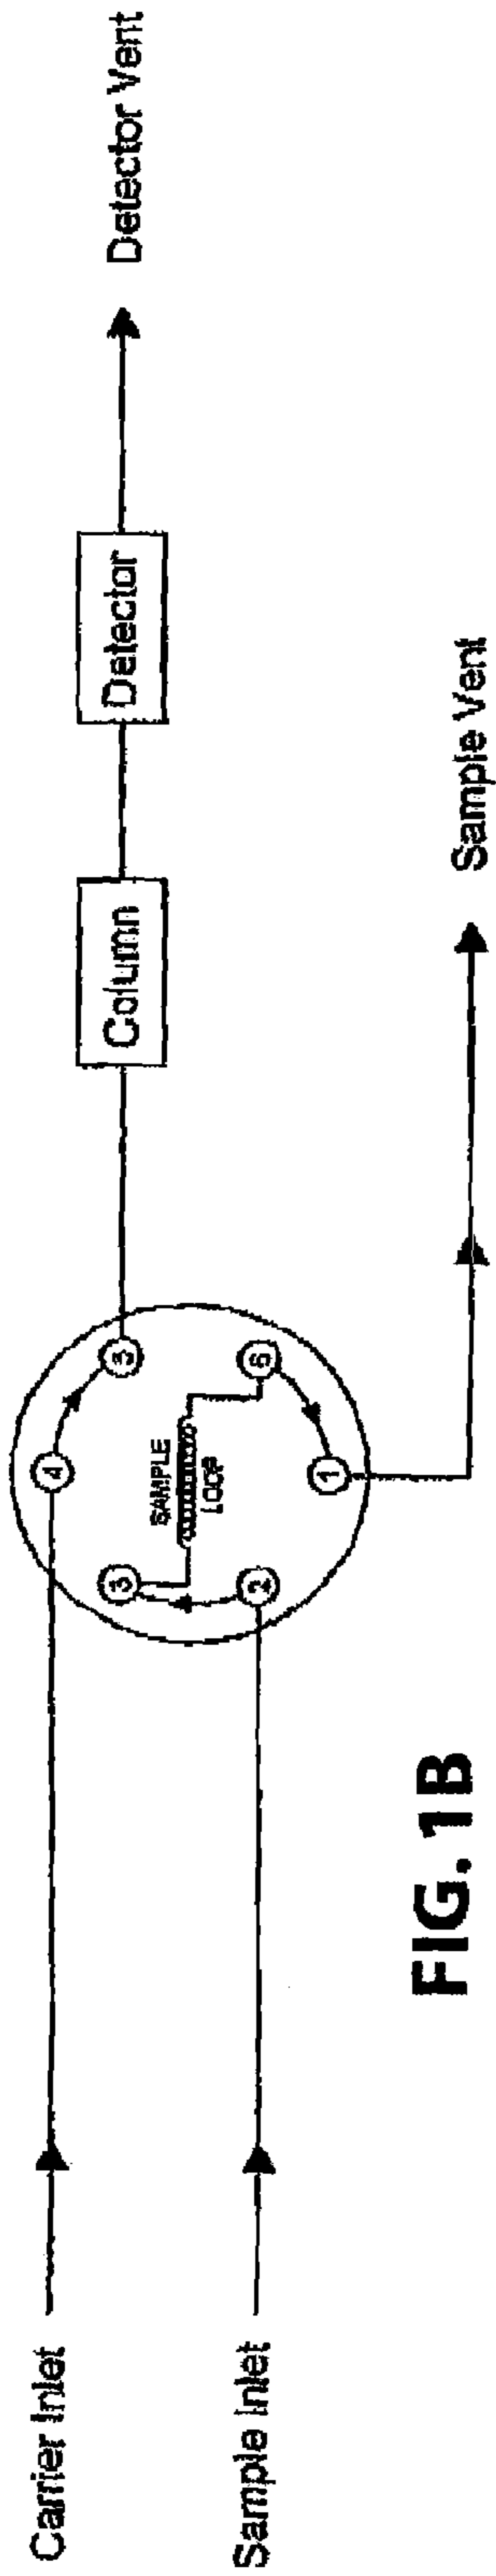 Carrier Inlet
Sample Inlet
4
5
3
SAMPLE
LOOP
6
2
1
Column
Detector
Detector Vent
Sample Vent
FIG. 1B